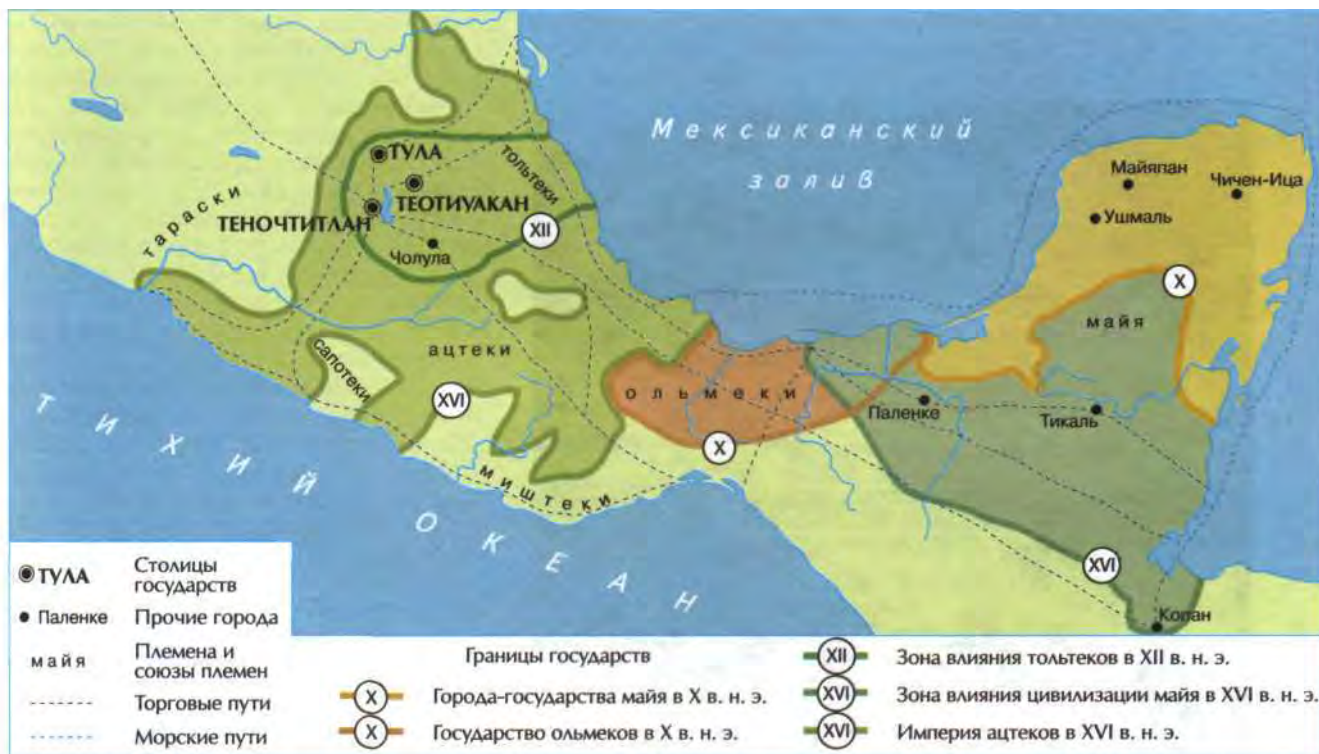 Мексиканский
залив
ТУЛА
тольтеки
ТЕОТИУАКАН
ТЕНОЧТИТЛАН
тараски
Чолула
XII
Майяпан
Чичен-Ица
Ушмаль
X
майя
ацтеки
сапотеки
XVI
ольмеки
Паленке
Тикаль
X
миштеки
ТИХИЙ ОКЕАН
XVI
Копан
ТУЛА Столицы
государств
Паленке Прочие города
майя Племена и
союзы племен
Торговые пути
Морские пути
Границы государств
X Города-государства майя в X в. н. э.
X Государство ольмеков в X в. н. э.
XII Зона влияния тольтеков в XII в. н. э.
XVI Зона влияния цивилизации майя в XVI в. н. э.
XVI Империя ацтеков в XVI в. н. э.